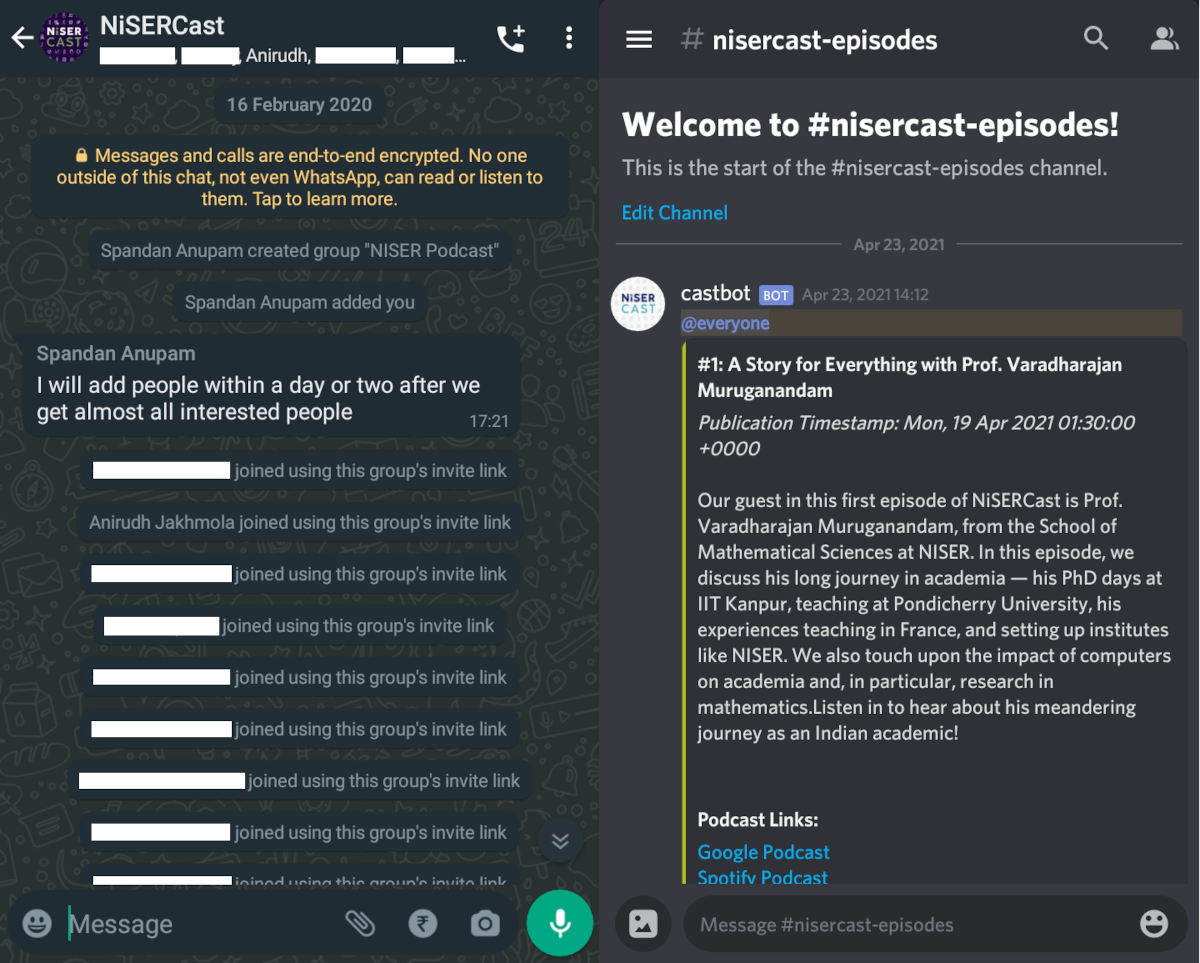 NiSER
CAST
NiSERCast
, , Anirudh, , ...
16 February 2020
Messages and calls are end-to-end encrypted. No one
outside of this chat, not even WhatsApp, can read or listen to
them. Tap to learn more.
Spandan Anupam created group "NISER Podcast"
Spandan Anupam added you
Spandan Anupam
I will add people within a day or two after we
get almost all interested people
17:21
joined using this group's invite link
Anirudh Jakhmola joined using this group's invite link
joined using this group's invite link
joined using this group's invite link
joined using this group's invite link
joined using this group's invite link
joined using this group's invite link
joined using this group's invite link
joined using this group's invite link
Message
₹
# nisercast-episodes
Welcome to #nisercast-episodes!
This is the start of the #nisercast-episodes channel.
Edit Channel
Apr 23, 2021
NiSER
CAST
castbot BOT Apr 23, 2021 14:12
@everyone
#1: A Story for Everything with Prof. Varadharajan
Muruganandam
Publication Timestamp: Mon, 19 Apr 2021 01:30:00
+0000
Our guest in this first episode of NiSERCast is Prof.
Varadharajan Muruganandam, from the School of
Mathematical Sciences at NISER. In this episode, we
discuss his long journey in academia — his PhD days at
IIT Kanpur, teaching at Pondicherry University, his
experiences teaching in France, and setting up institutes
like NISER. We also touch upon the impact of computers
on academia and, in particular, research in
mathematics.Listen in to hear about his meandering
journey as an Indian academic!
Podcast Links:
Google Podcast
Spotify Podcast
Message #nisercast-episodes